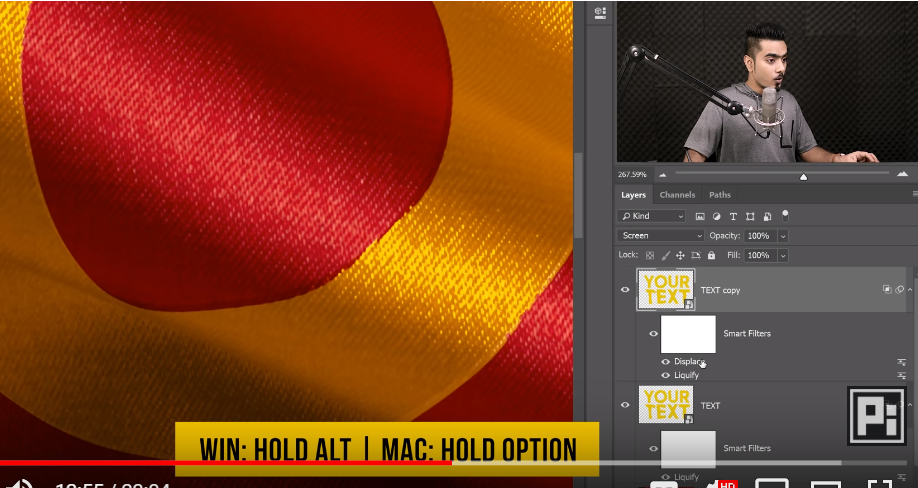 267.59%
Layers Channels Paths
Kind
Screen Opacity: 100%
Lock: Fill: 100%
YOUR
TEXT
TEXT copy
Smart Filters
Displace
Liquify
YOUR
TEXT
TEXT
Pi
Smart Filters
Liquify
WIN: HOLD ALT | MAC: HOLD OPTION
HD